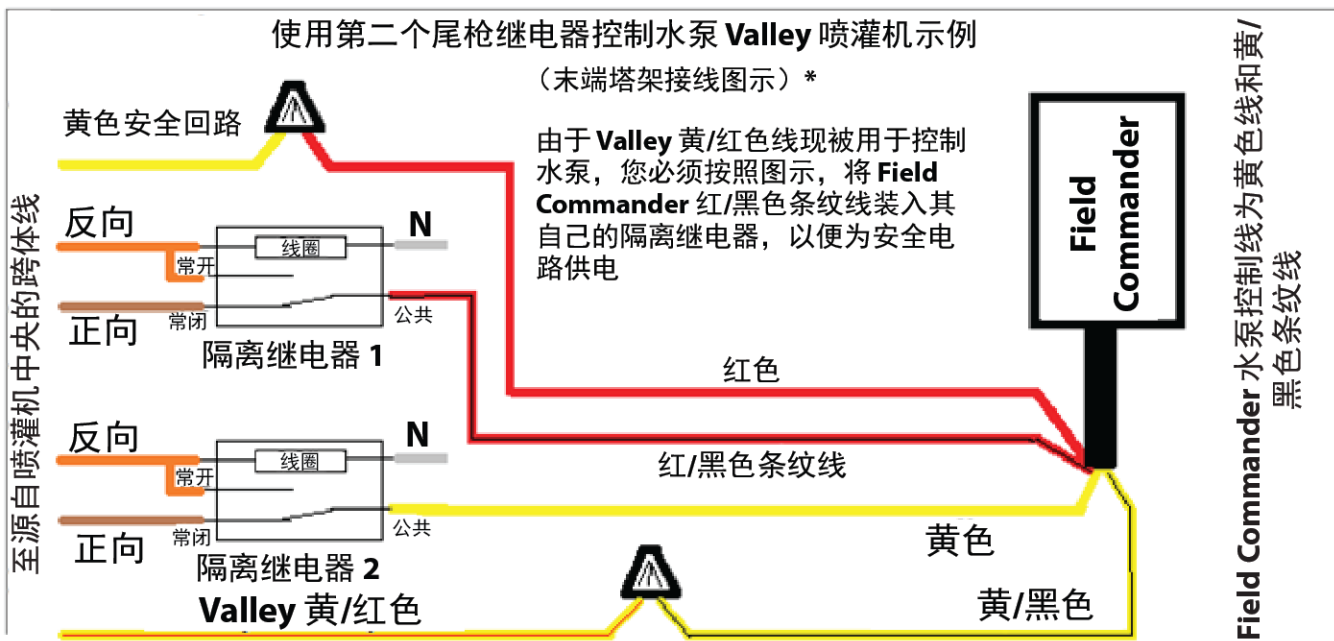 使用第二个尾枪继电器控制水泵 Valley 喷灌机示例
（末端塔架接线图示）*
黄色安全回路
由于 Valley 黄/红色线现被用于控制
水泵，您必须按照图示，将 Field
Commander 红/黑色条纹线装入其
自己的隔离继电器，以便为安全电
路供电
反向
线圈
N
常开
正向
常闭
公共
隔离继电器 1
红色
反向
线圈
N
常开
红/黑色条纹线
正向
常闭
公共
黄色
隔离继电器 2
Valley 黄/红色
黄/黑色
至源自喷灌机中央的跨体线
Field
Commander
Field Commander 水泵控制线为黄色线和黄/
黑色条纹线